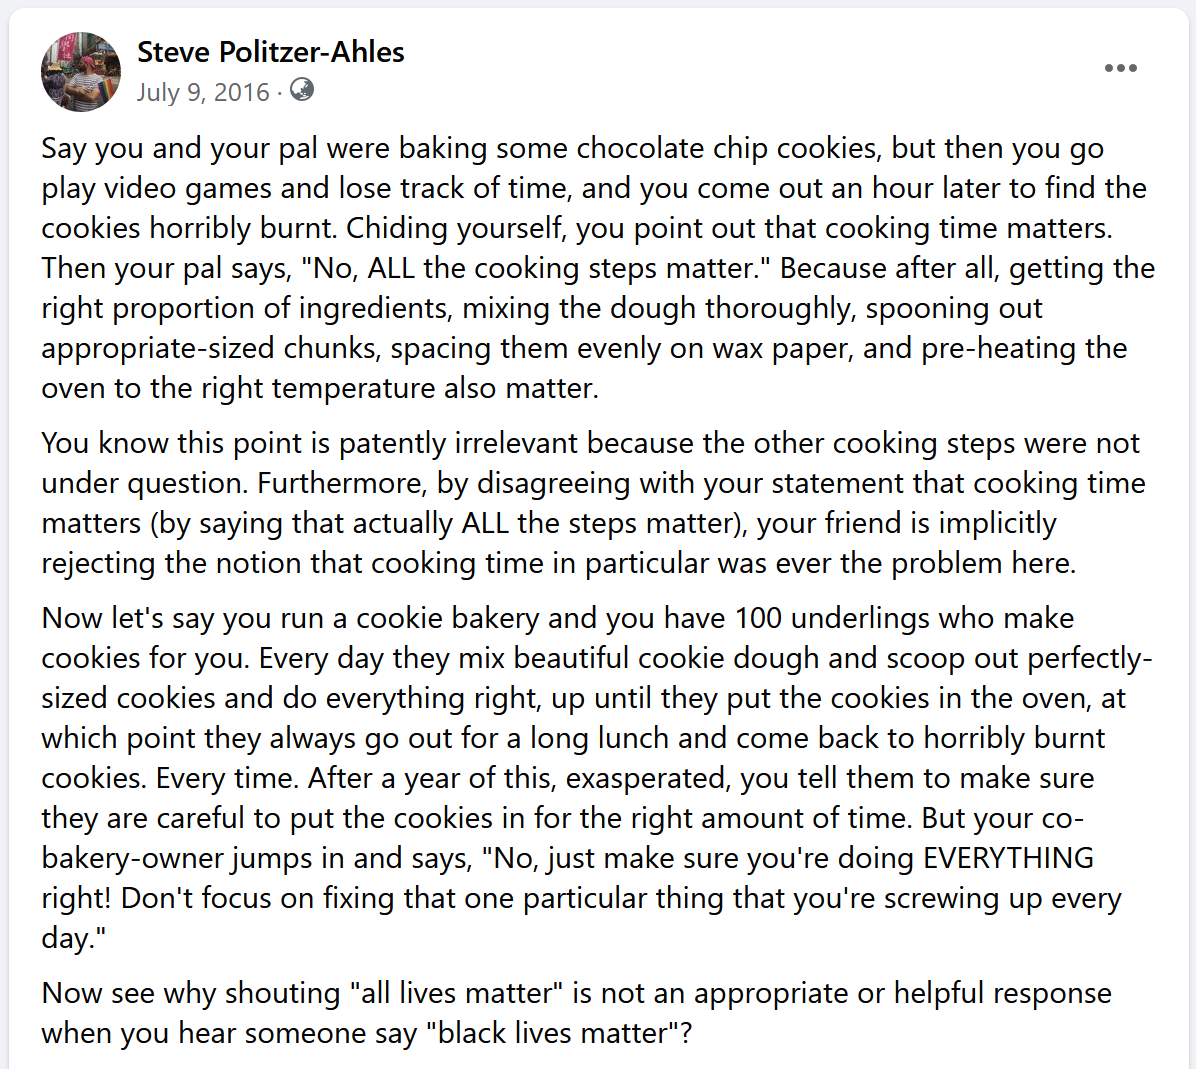 Steve Politzer-Ahles
July 9, 2016 ·
Say you and your pal were baking some chocolate chip cookies, but then you go
play video games and lose track of time, and you come out an hour later to find the
cookies horribly burnt. Chiding yourself, you point out that cooking time matters.
Then your pal says, "No, ALL the cooking steps matter." Because after all, getting the
right proportion of ingredients, mixing the dough thoroughly, spooning out
appropriate-sized chunks, spacing them evenly on wax paper, and pre-heating the
oven to the right temperature also matter.
You know this point is patently irrelevant because the other cooking steps were not
under question. Furthermore, by disagreeing with your statement that cooking time
matters (by saying that actually ALL the steps matter), your friend is implicitly
rejecting the notion that cooking time in particular was ever the problem here.
Now let's say you run a cookie bakery and you have 100 underlings who make
cookies for you. Every day they mix beautiful cookie dough and scoop out perfectly-
sized cookies and do everything right, up until they put the cookies in the oven, at
which point they always go out for a long lunch and come back to horribly burnt
cookies. Every time. After a year of this, exasperated, you tell them to make sure
they are careful to put the cookies in for the right amount of time. But your co-
bakery-owner jumps in and says, "No, just make sure you're doing EVERYTHING
right! Don't focus on fixing that one particular thing that you're screwing up every
day."
Now see why shouting "all lives matter" is not an appropriate or helpful response
when you hear someone say "black lives matter"?